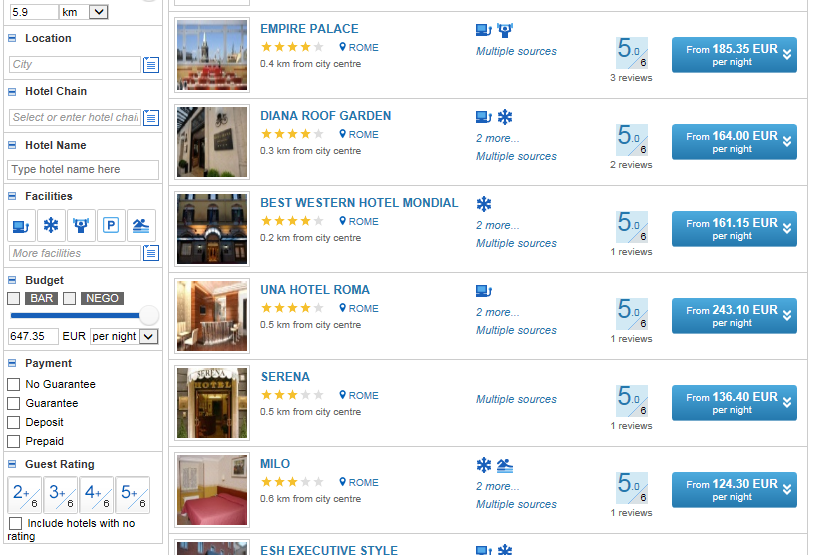 5.9 km
Location
City
Hotel Chain
Select or enter hotel chai
Hotel Name
Type hotel name here
Facilities
P
More facilities
Budget
BAR NEGO
647.35 EUR per night
Payment
No Guarantee
Guarantee
Deposit
Prepaid
Guest Rating
2+/6 3+/6 4+/6 5+/6
Include hotels with no
rating
EMPIRE PALACE
ROME
0.4 km from city centre
Multiple sources
5.0/6
3 reviews
From 185.35 EUR
per night
DIANA ROOF GARDEN
ROME
0.3 km from city centre
2 more...
Multiple sources
5.0/6
2 reviews
From 164.00 EUR
per night
BEST WESTERN HOTEL MONDIAL
ROME
0.2 km from city centre
2 more...
Multiple sources
5.0/6
1 reviews
From 161.15 EUR
per night
UNA HOTEL ROMA
ROME
0.5 km from city centre
2 more...
Multiple sources
5.0/6
1 reviews
From 243.10 EUR
per night
SERENA
ROME
0.5 km from city centre
SERENA
HOTEL
Multiple sources
5.0/6
1 reviews
From 136.40 EUR
per night
MILO
ROME
0.6 km from city centre
2 more...
Multiple sources
5.0/6
1 reviews
From 124.30 EUR
per night
ESH EXECUTIVE STYLE